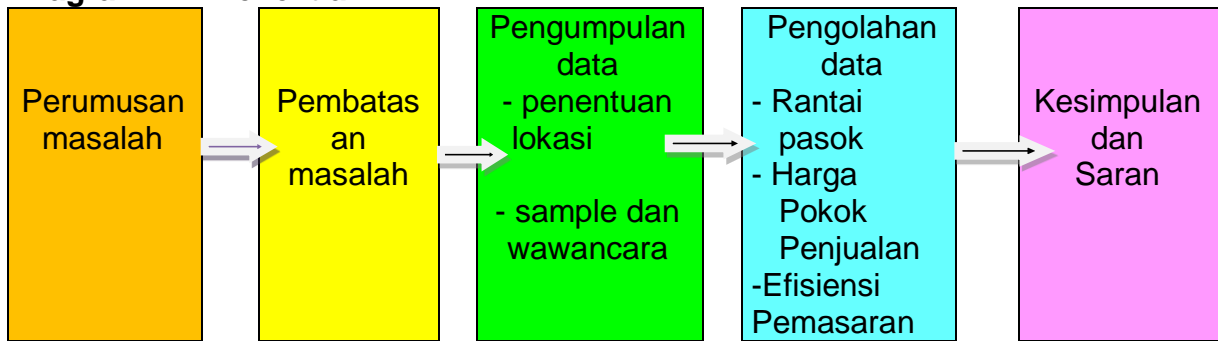 Perumusan
masalah
Pembatas
an
masalah
Pengumpulan
data
- penentuan
lokasi
- sample dan
wawancara
Pengolahan
data
- Rantai
pasok
- Harga
Pokok
Penjualan
-Efisiensi
Pemasaran
Kesimpulan
dan
Saran